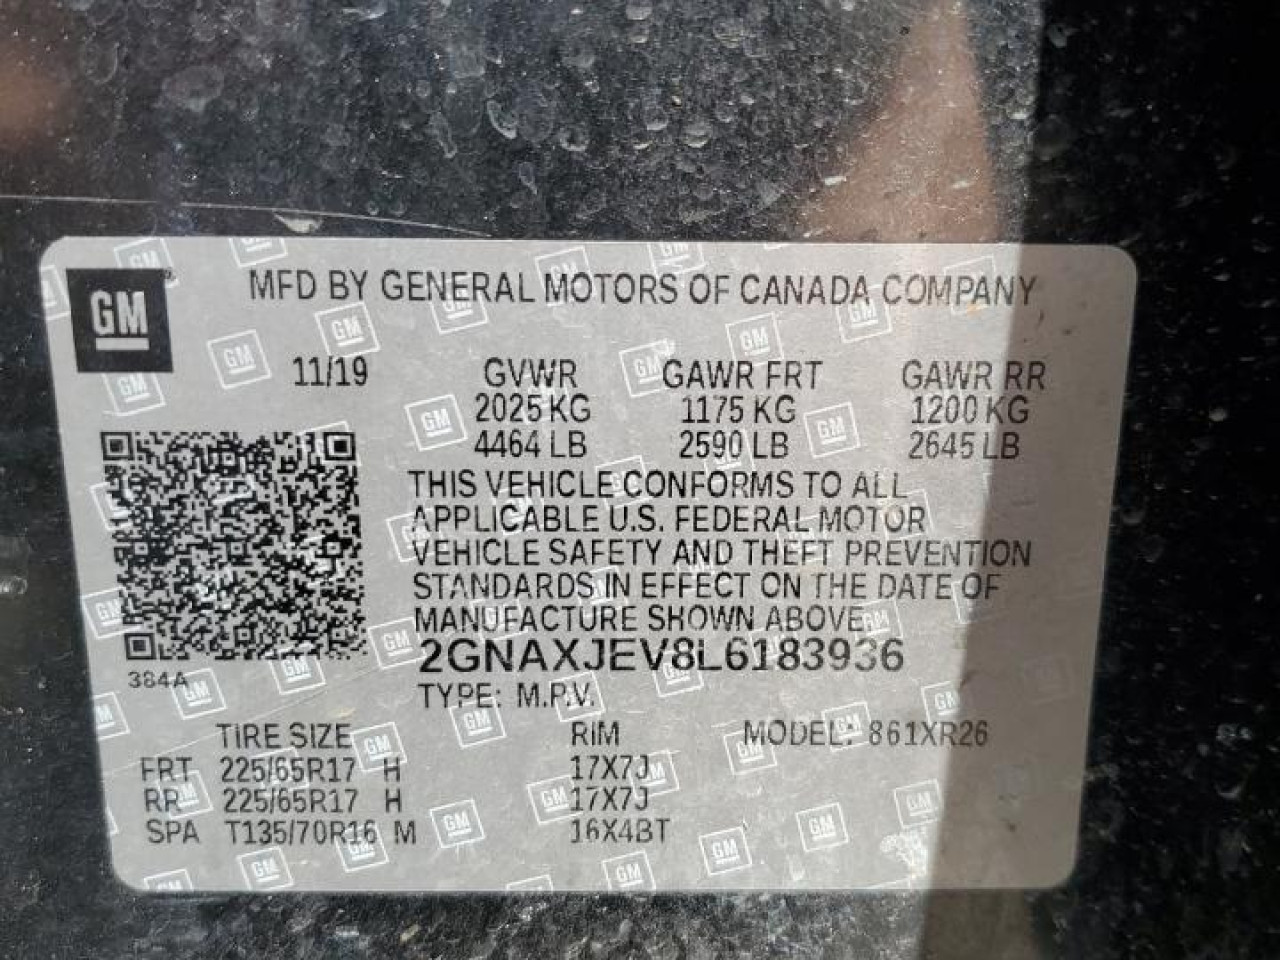 GM
MFD BY GENERAL MOTORS OF CANADA COMPANY
11/19 GVWR GAWR FRT GAWR RR
2025 KG 1175 KG 1200 KG
4464 LB 2590 LB 2645 LB
THIS VEHICLE CONFORMS TO ALL
APPLICABLE U.S. FEDERAL MOTOR
VEHICLE SAFETY AND THEFT PREVENTION
STANDARDS IN EFFECT ON THE DATE OF
MANUFACTURE SHOWN ABOVE.
2GNAXJEV8L6183936
384A
TYPE: M.P.V.
TIRE SIZE RIM MODEL: 861XR26
FRT 225/65R17 H 17X7J
RR 225/65R17 H 17X7J
SPA T135/70R16 M 16X4BT